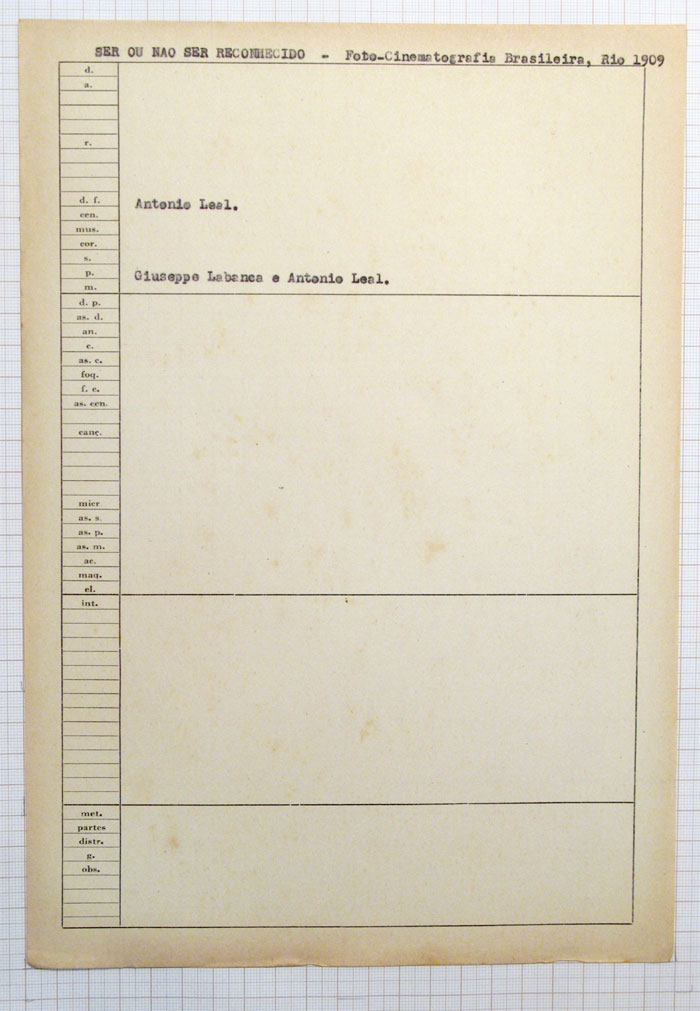 SER OU NAO SER RECONHECIDO - Foto-Cinematografia Brasileira, Rio 1909
d.
a.
r.
d. f. Antonio Leal.
cen.
mus.
cor.
s.
p. Giuseppe Labanca e Antonio Leal.
m.
d. p.
as. d.
an.
c.
as. c.
foq.
f. c.
as. cen.
canç.
micr
as. s.
as. p.
as. m.
ac.
maq.
el.
int.
met.
partes
distr.
g.
obs.